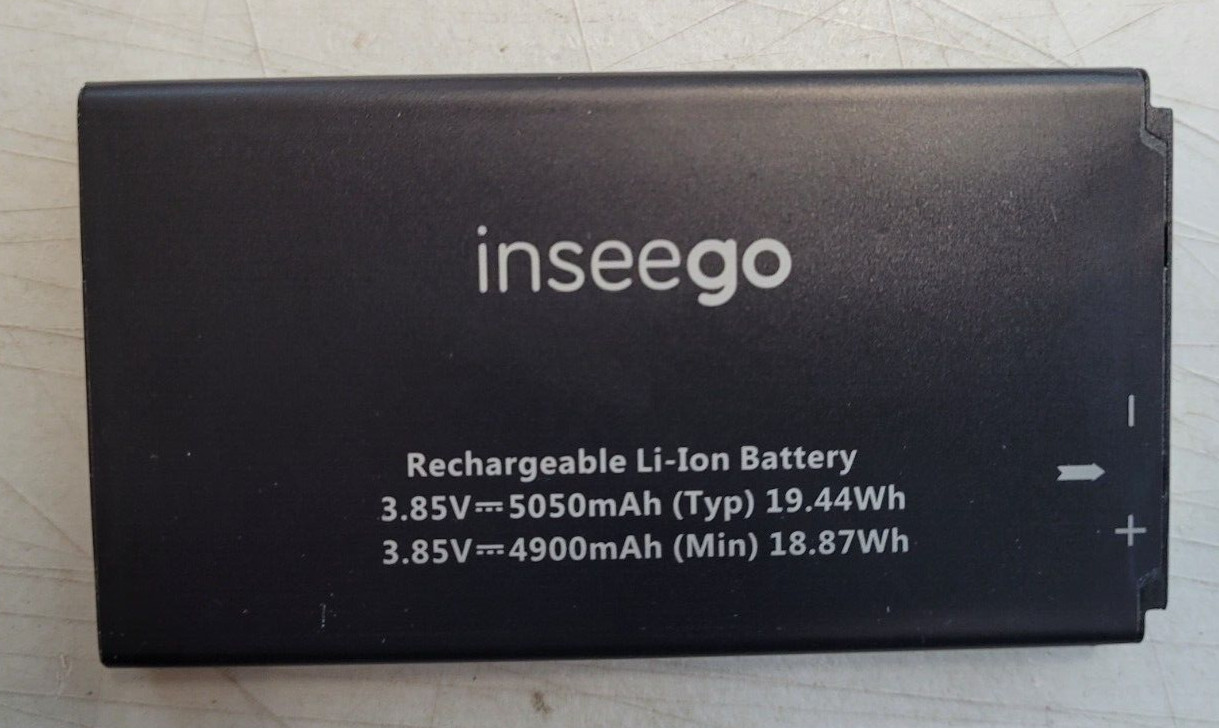 inseego
Rechargeable Li-Ion Battery
3.85V⎓5050mAh (Typ) 19.44Wh
3.85V⎓4900mAh (Min) 18.87Wh
-
+